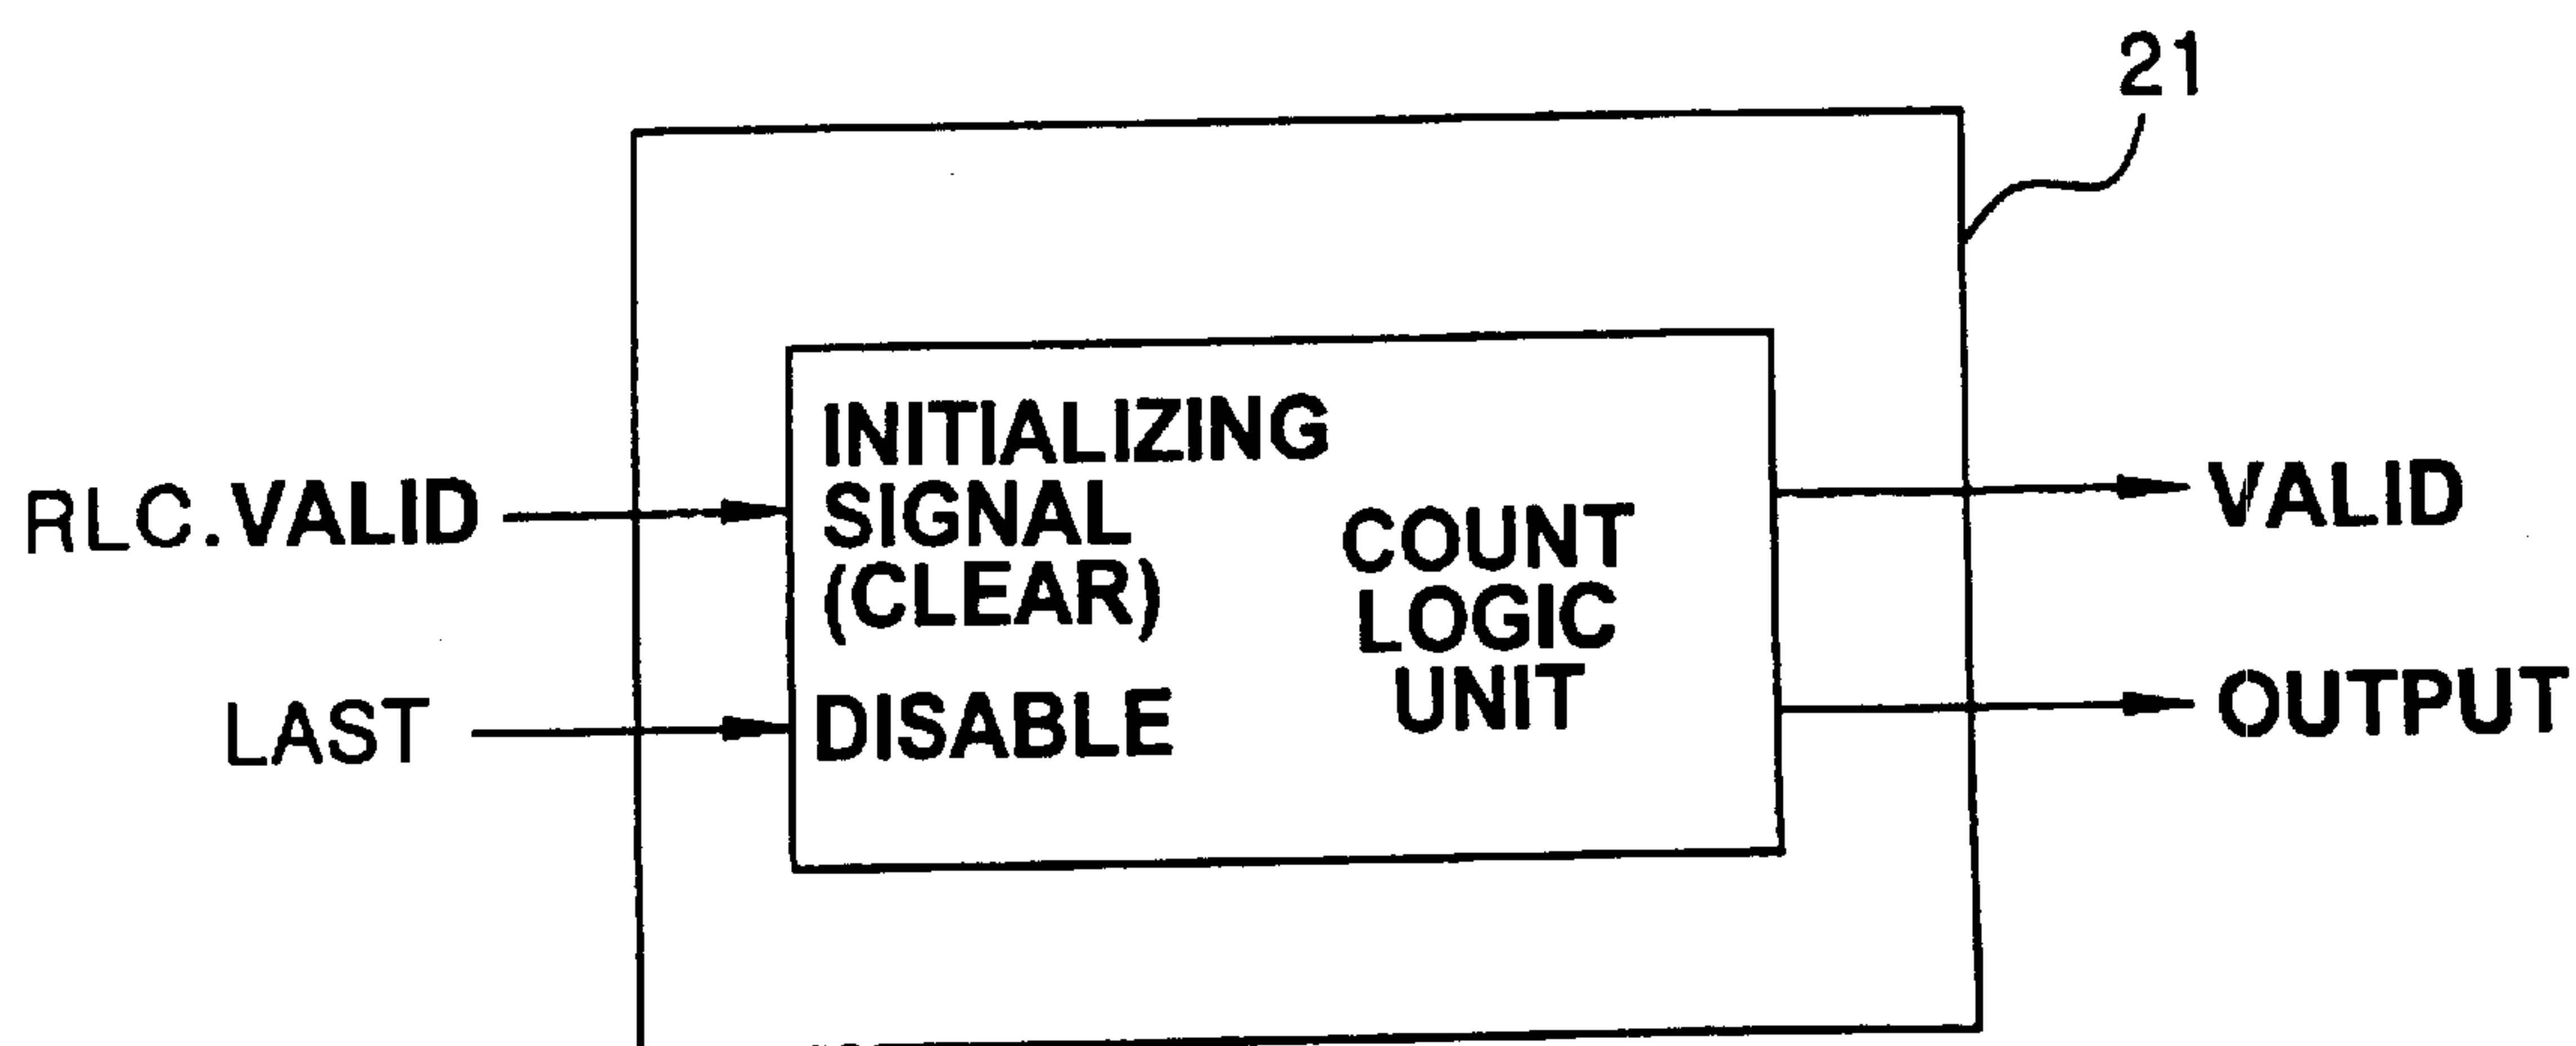 21
RLC.VALID
LAST
INITIALIZING
SIGNAL
(CLEAR)
DISABLE
COUNT
LOGIC
UNIT
VALID
OUTPUT